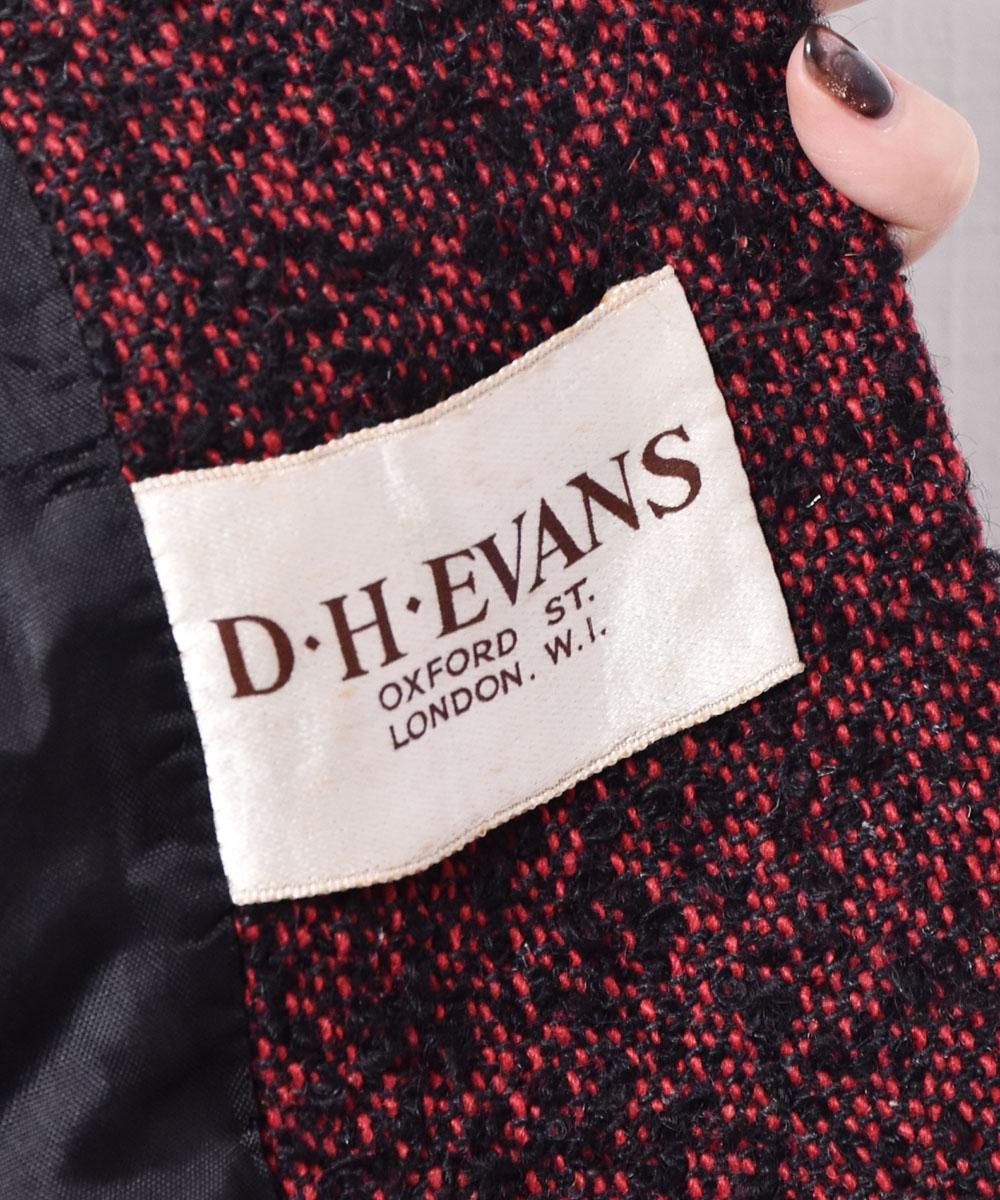 D·H·EVANS
OXFORD ST.
LONDON. W.I.